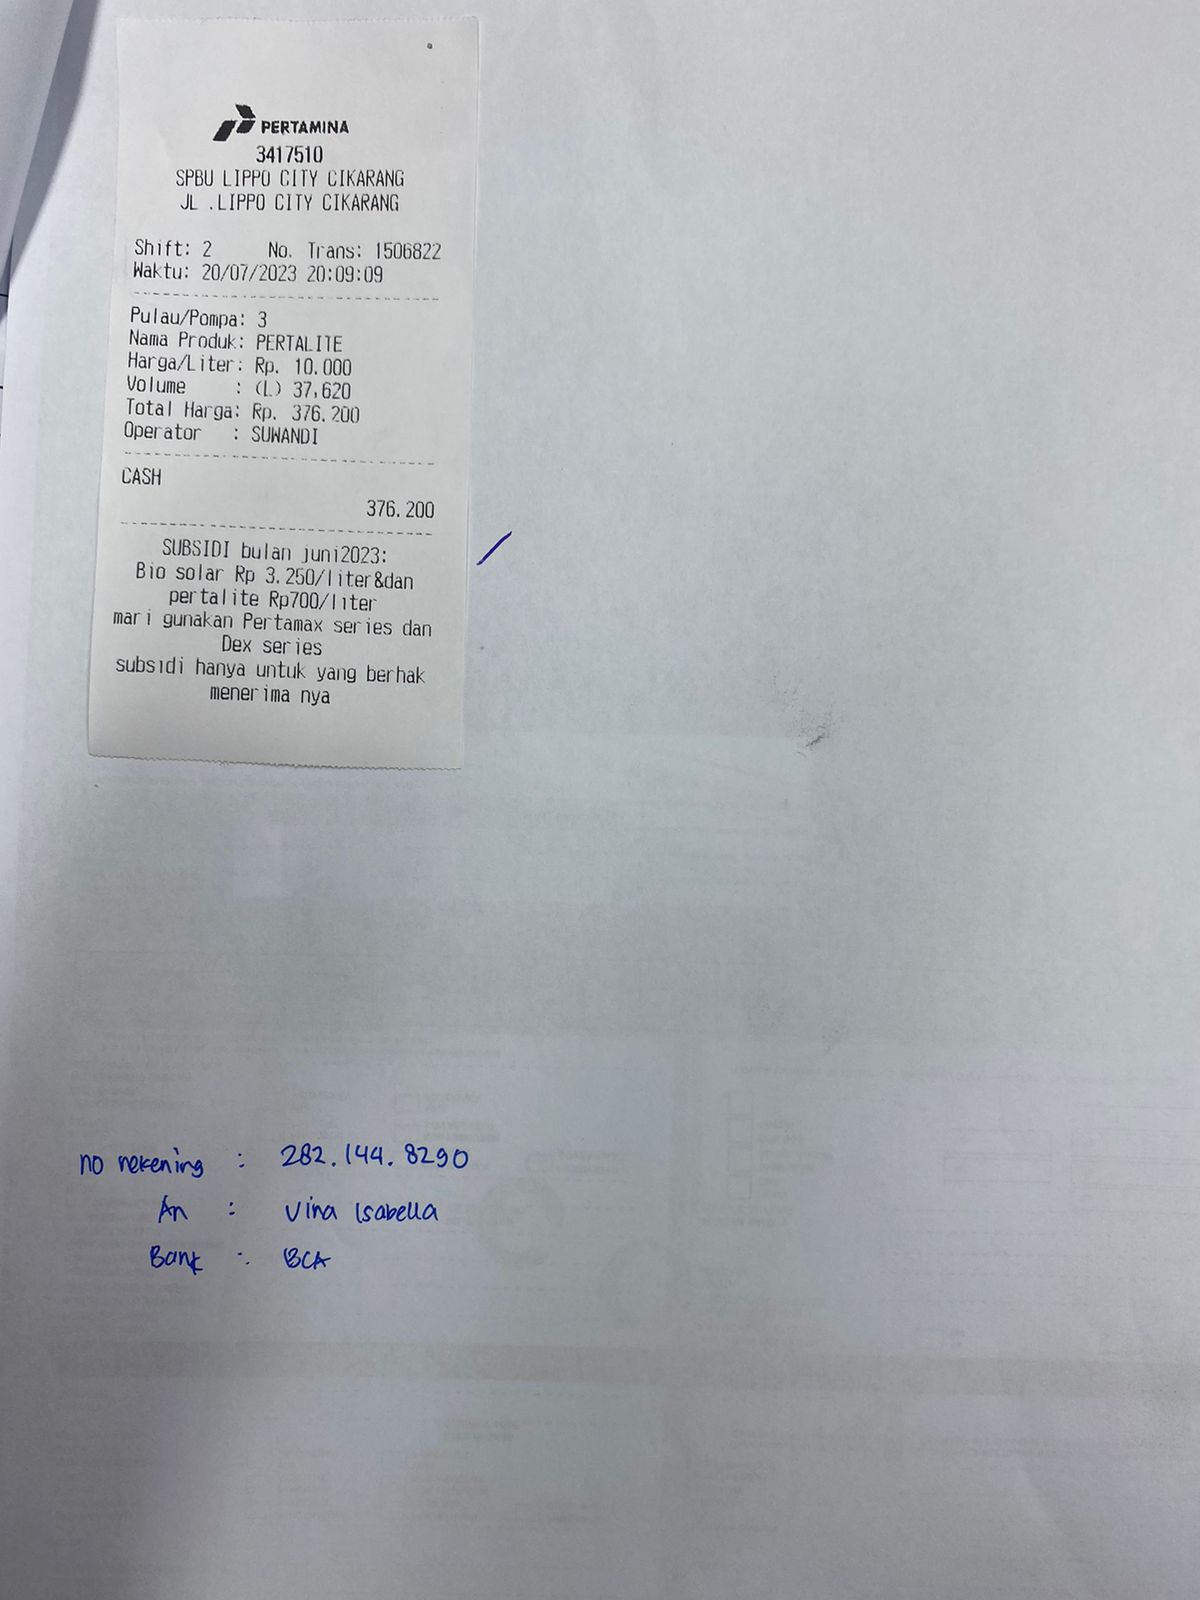 PERTAMINA
3417510
SPBU LIPPO CITY CIKARANG
JL .LIPPO CITY CIKARANG
Shift: 2 No. Trans: 1506822
Waktu: 20/07/2023 20:09:09
Pulau/Pompa: 3
Nama Produk: PERTALITE
Harga/Liter: Rp. 10.000
Volume : (L) 37,620
Total Harga: Rp. 376.200
Operator : SUWANDI
CASH
376.200
SUBSIDI bulan juni2023:
Bio solar Rp 3.250/liter&dan
pertalite Rp700/liter
mari gunakan Pertamax series dan
Dex series
subsidi hanya untuk yang berhak
menerima nya
no rekening : 282.144.8290
An : Vina Isabella
Bank : BCA